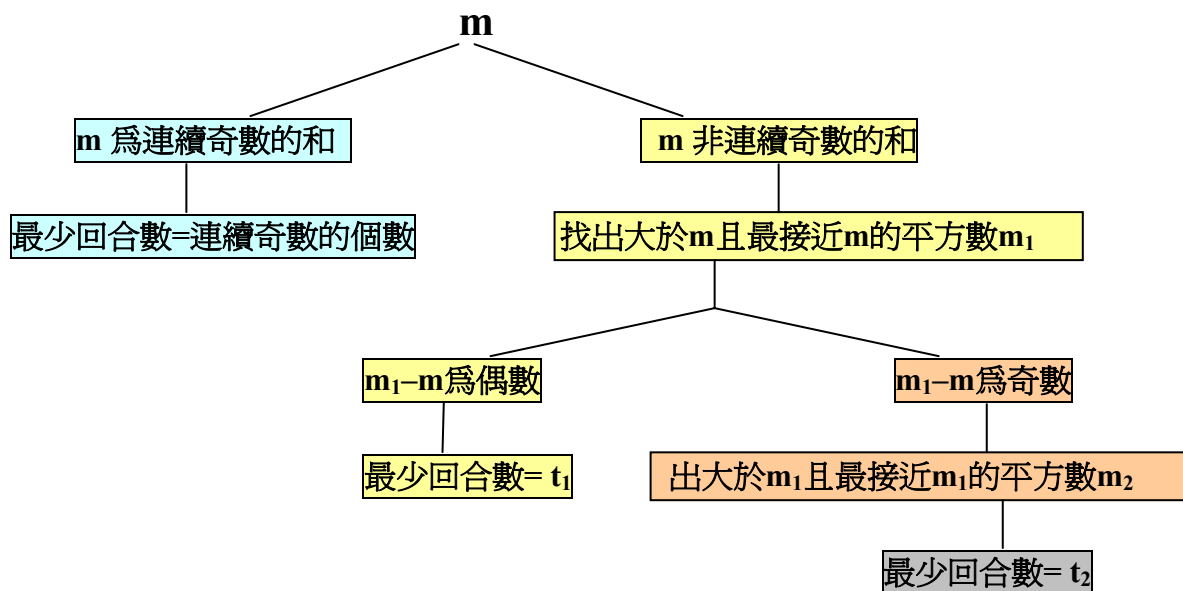 m
m 為連續奇數的和
m 非連續奇數的和
最少回合數=連續奇數的個數
找出大於m且最接近m的平方數m₁
m₁–m為偶數
m₁–m為奇數
最少回合數= t₁
出大於m₁且最接近m₁的平方數m₂
最少回合數= t₂